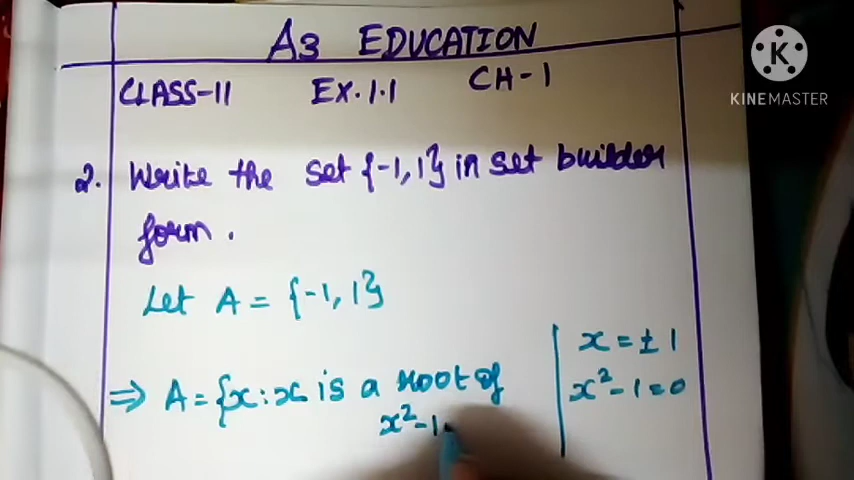 A3 EDUCATION
K
KINEMASTER
CLASS-11 EX.1.1 CH-1
2. Write the set {-1, 1} in set builder
form.
Let A = {-1, 1}
x = ± 1
x² - 1 = 0
⇒ A = {x : x is a root of
x² - 1